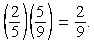 (2/5)(5/9) = 2/9.